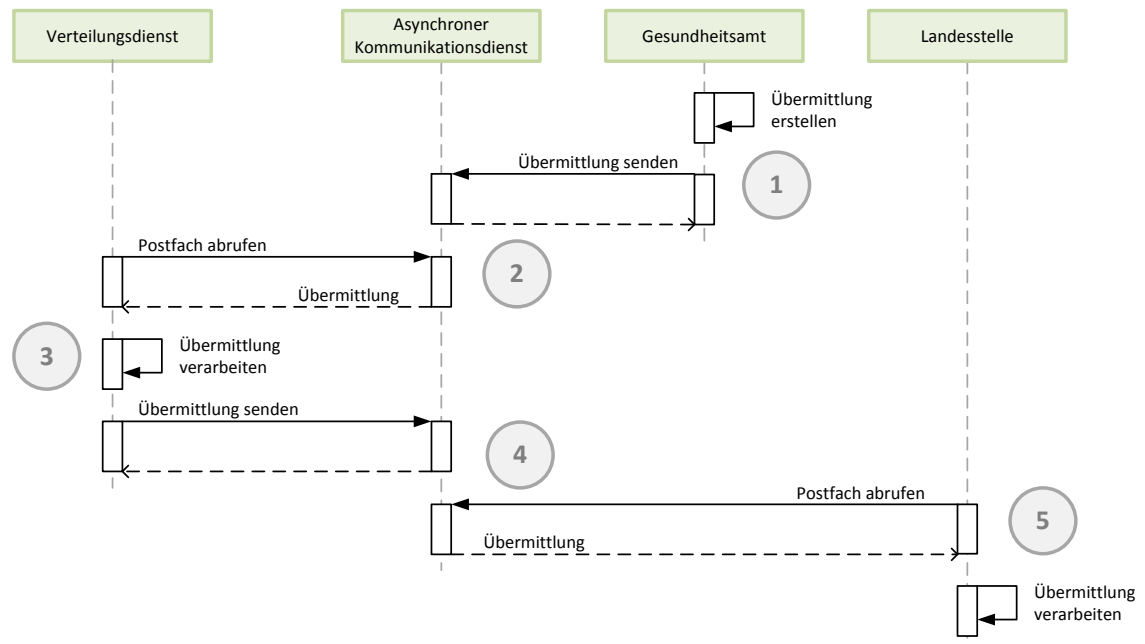 Verteilungsdienst
Asynchroner
Kommunikationsdienst
Gesundheitsamt
Landesstelle
Übermittlung
erstellen
Übermittlung senden
1
Postfach abrufen
2
Übermittlung
3
Übermittlung
verarbeiten
Übermittlung senden
4
Postfach abrufen
5
Übermittlung
Übermittlung
verarbeiten